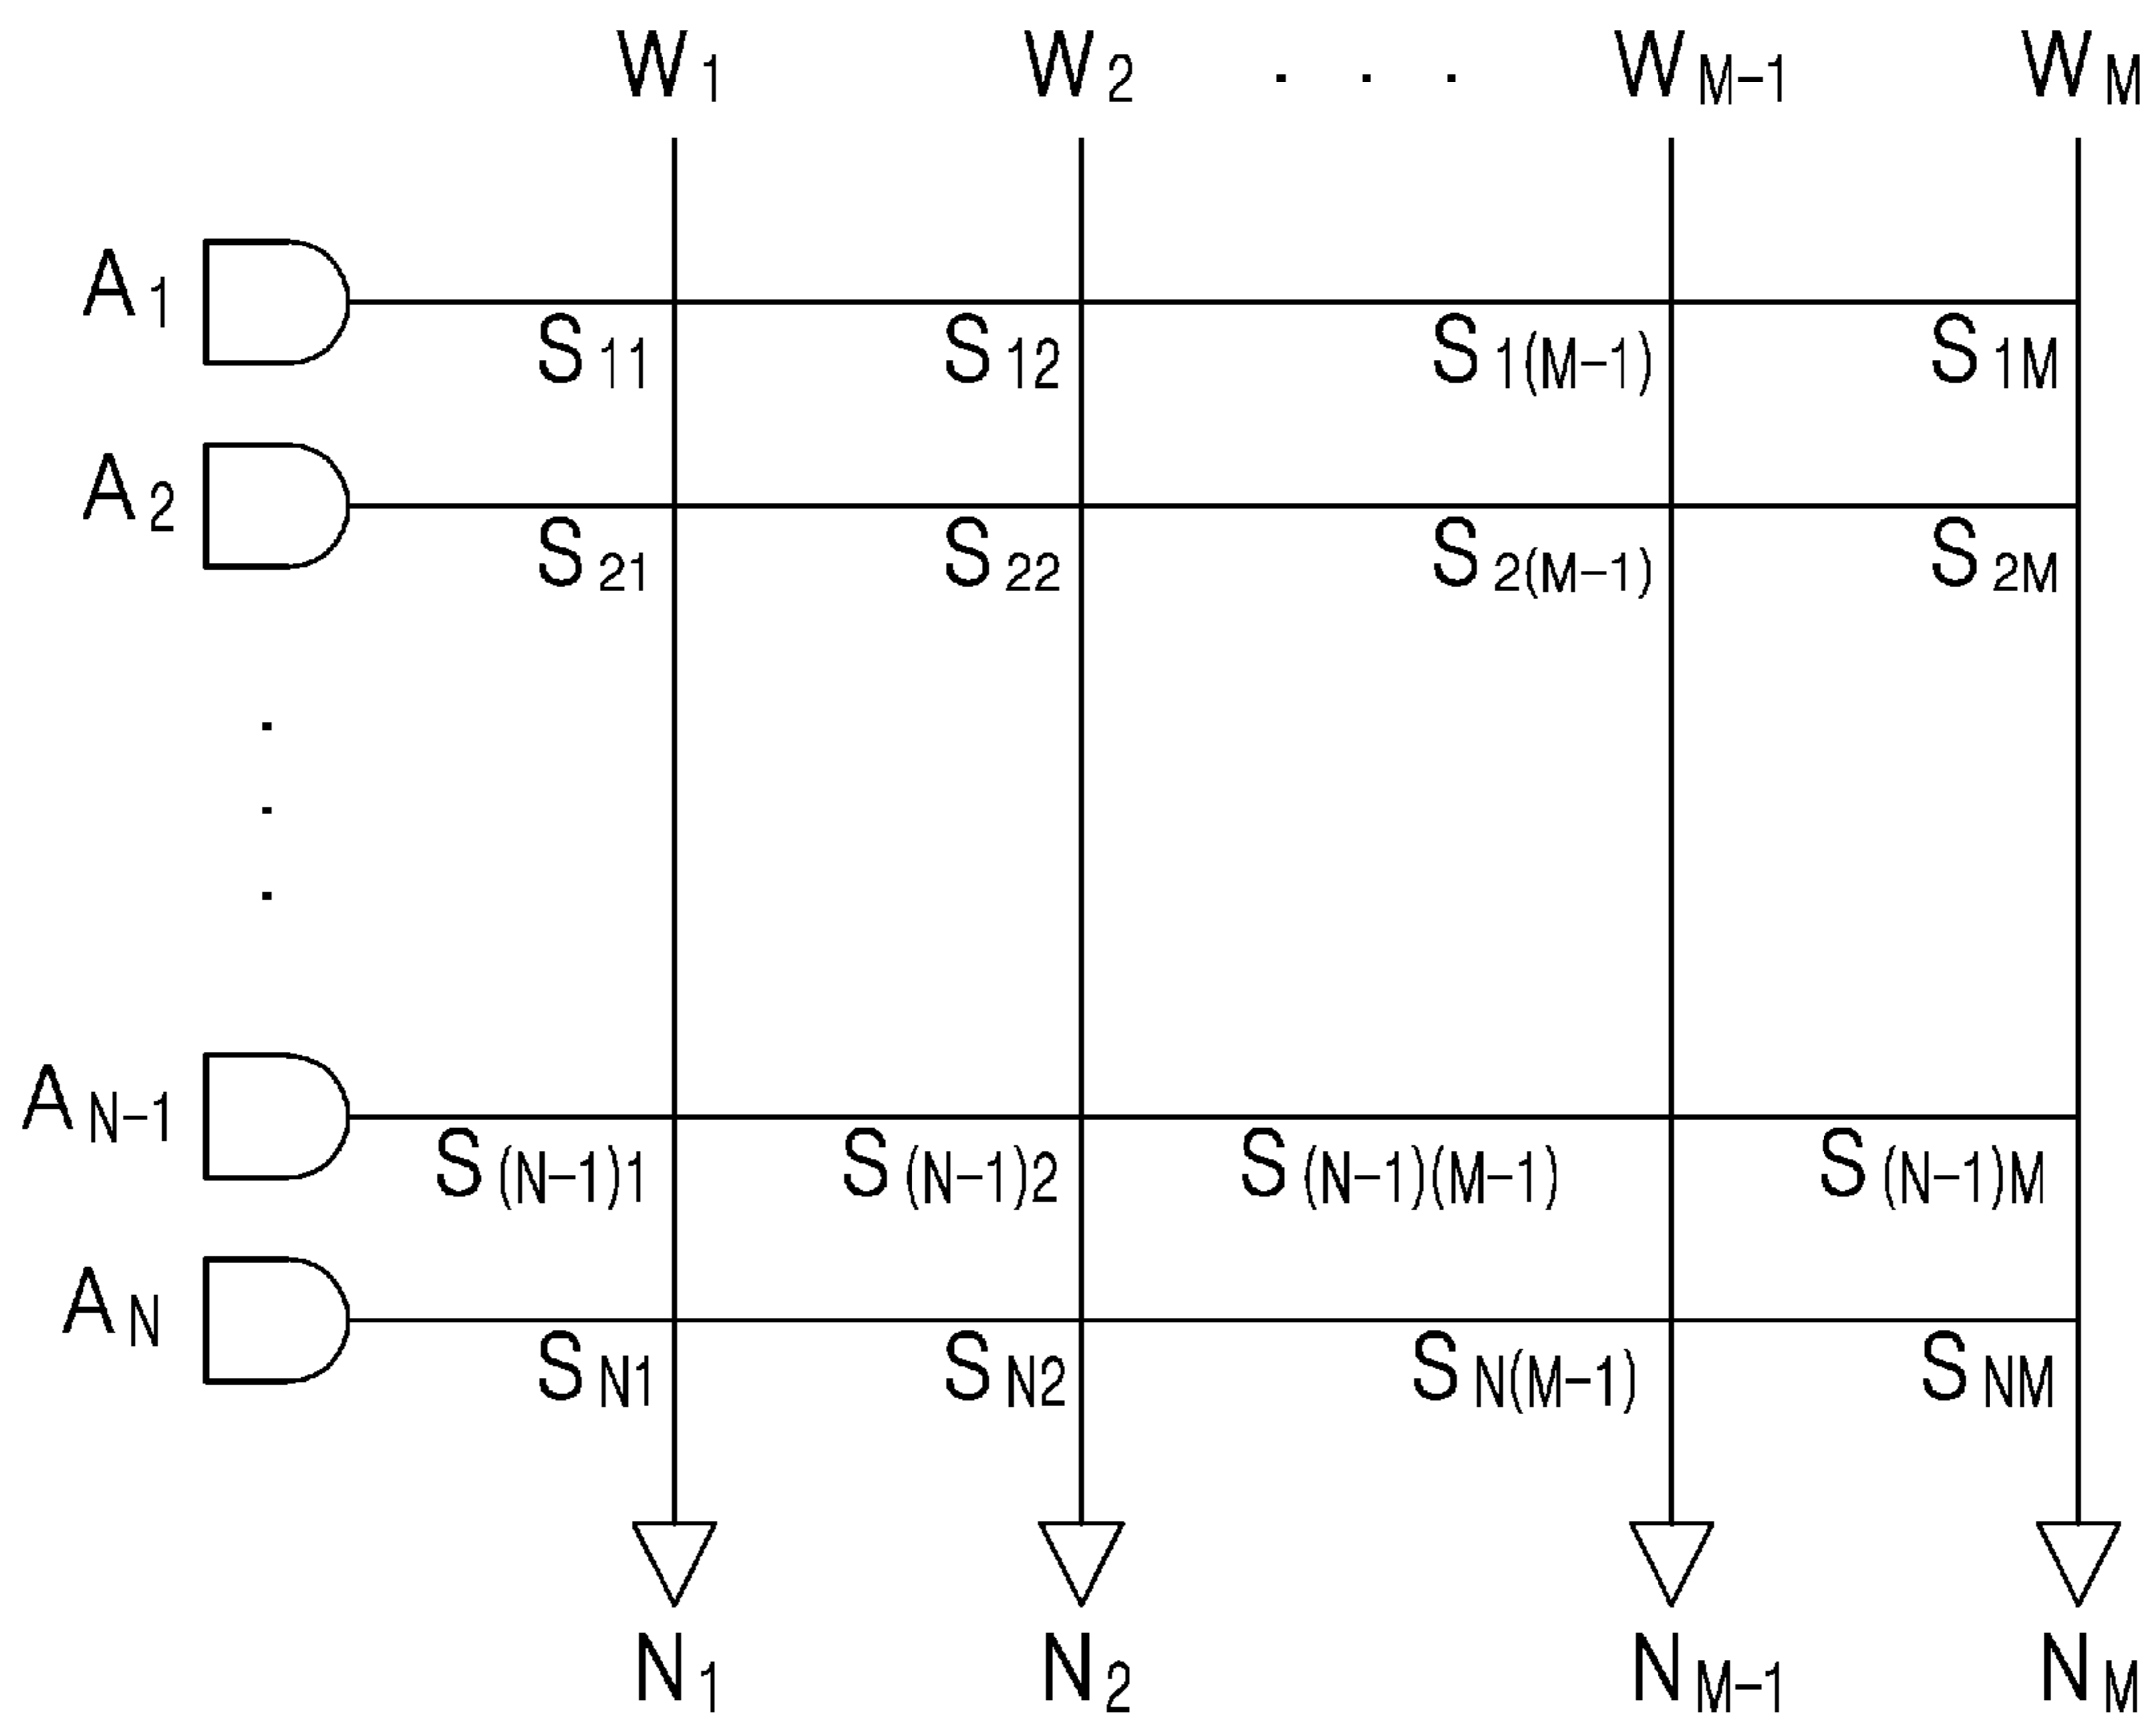 W1 W2 . . . WM-1 WM
A1
S11 S12 S1(M-1) S1M
A2
S21 S22 S2(M-1) S2M
.
.
.
AN-1
S(N-1)1 S(N-1)2 S(N-1)(M-1) S(N-1)M
AN
SN1 SN2 SN(M-1) SNM
N1 N2 NM-1 NM